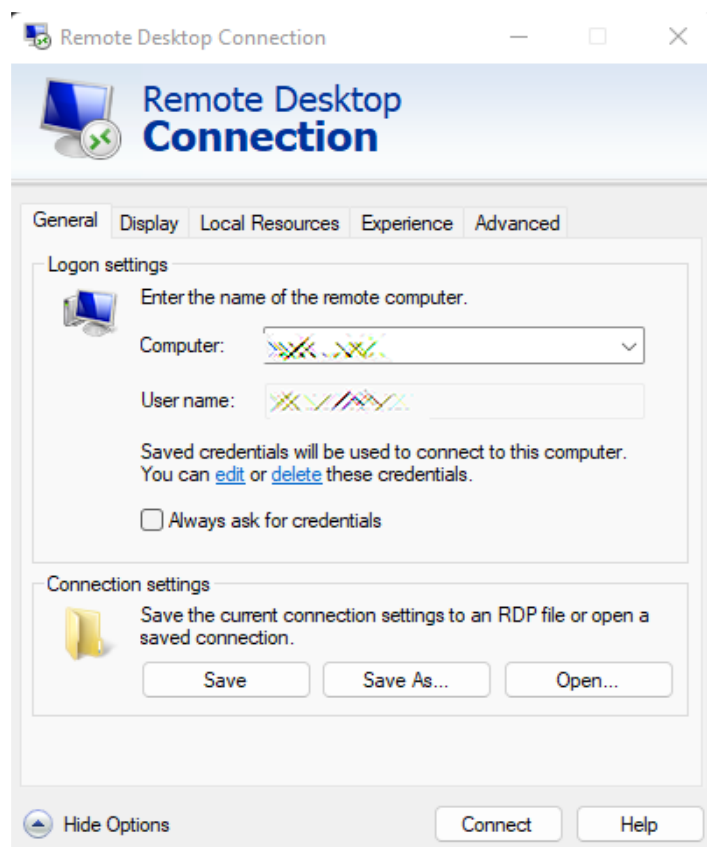 Remote Desktop Connection
Remote Desktop
Connection
General Display Local Resources Experience Advanced
Logon settings
Enter the name of the remote computer.
Computer:
User name:
Saved credentials will be used to connect to this computer.
You can edit or delete these credentials.
Always ask for credentials
Connection settings
Save the current connection settings to an RDP file or open a
saved connection.
Save Save As... Open...
Hide Options Connect Help